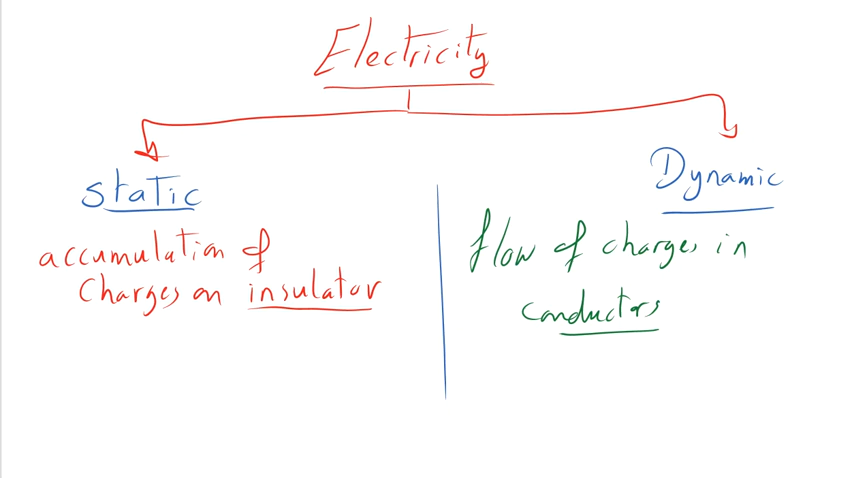 Electricity
static
Dynamic
accumulation of
Charges on insulator
flow of charges in
conductors